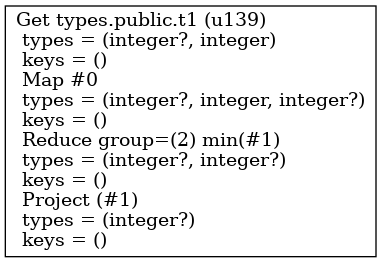 Get types.public.t1 (u139)
types = (integer?, integer)
keys = ()
Map #0
types = (integer?, integer, integer?)
keys = ()
Reduce group=(2) min(#1)
types = (integer?, integer?)
keys = ()
Project (#1)
types = (integer?)
keys = ()